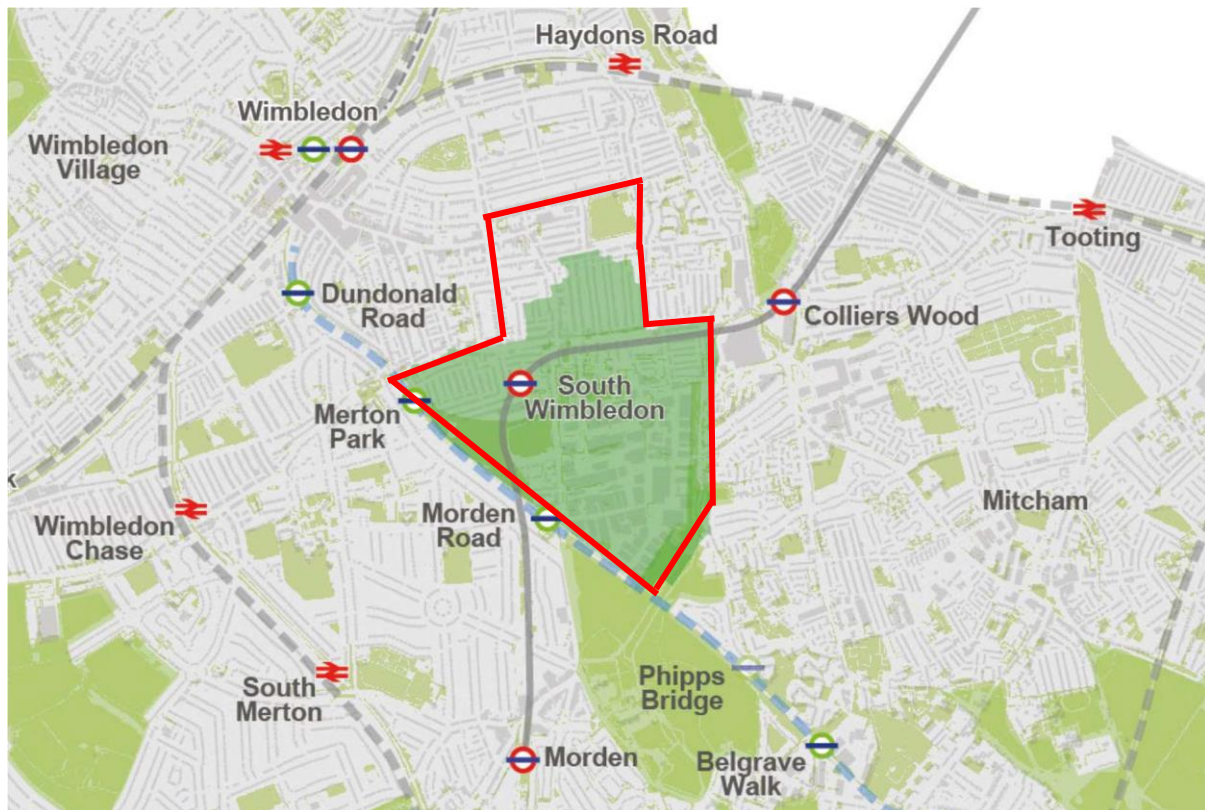 Haydons Road
Wimbledon
Wimbledon
Village
Tooting
Dundonald
Road
Colliers Wood
South
Wimbledon
Merton
Park
k
Wimbledon
Chase
Morden
Road
Mitcham
South
Merton
Phipps
Bridge
Morden
Belgrave
Walk